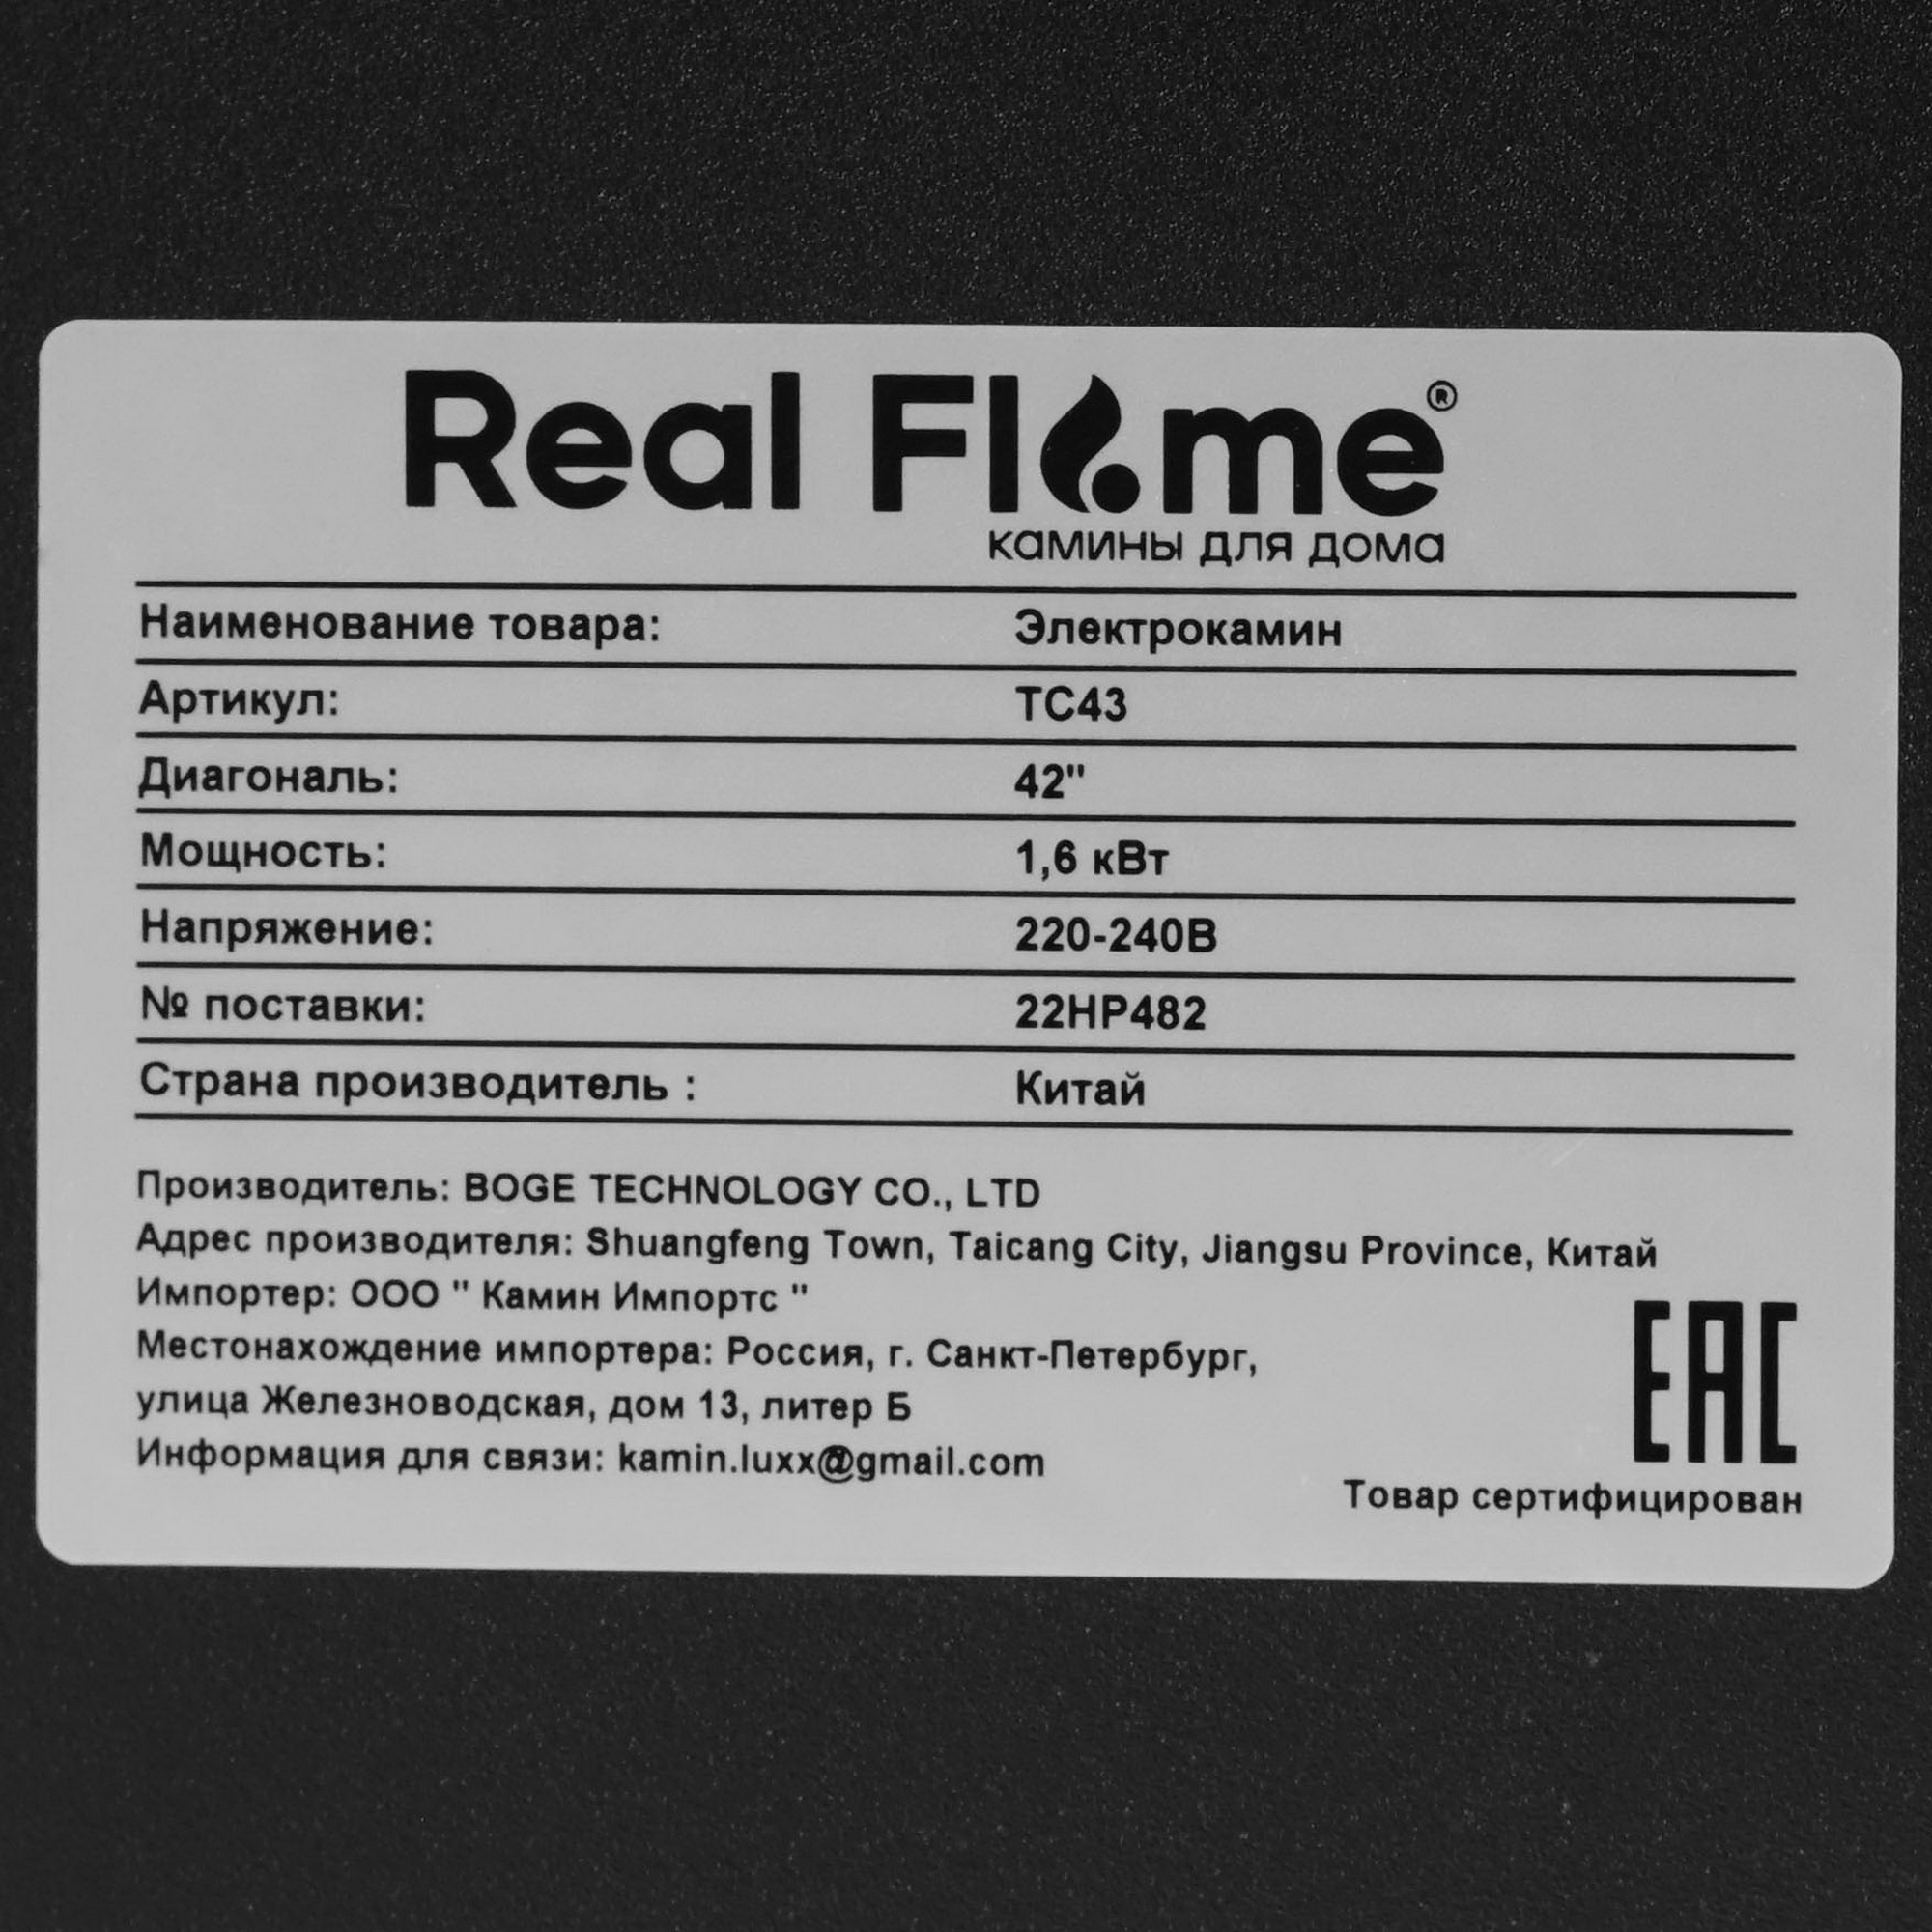 Real Flame®
камины для дома
Наименование товара: Электрокамин
Артикул: ТС43
Диагональ: 42"
Мощность: 1,6 кВт
Напряжение: 220-240В
№ поставки: 22HP482
Страна производитель : Китай
Производитель: BOGE TECHNOLOGY CO., LTD
Адрес производителя: Shuangfeng Town, Taicang City, Jiangsu Province, Китай
Импортер: ООО " Камин Импортс "
Местонахождение импортера: Россия, г. Санкт-Петербург,
улица Железноводская, дом 13, литер Б
Информация для связи: kamin.luxx@gmail.com
EAC
Товар сертифицирован